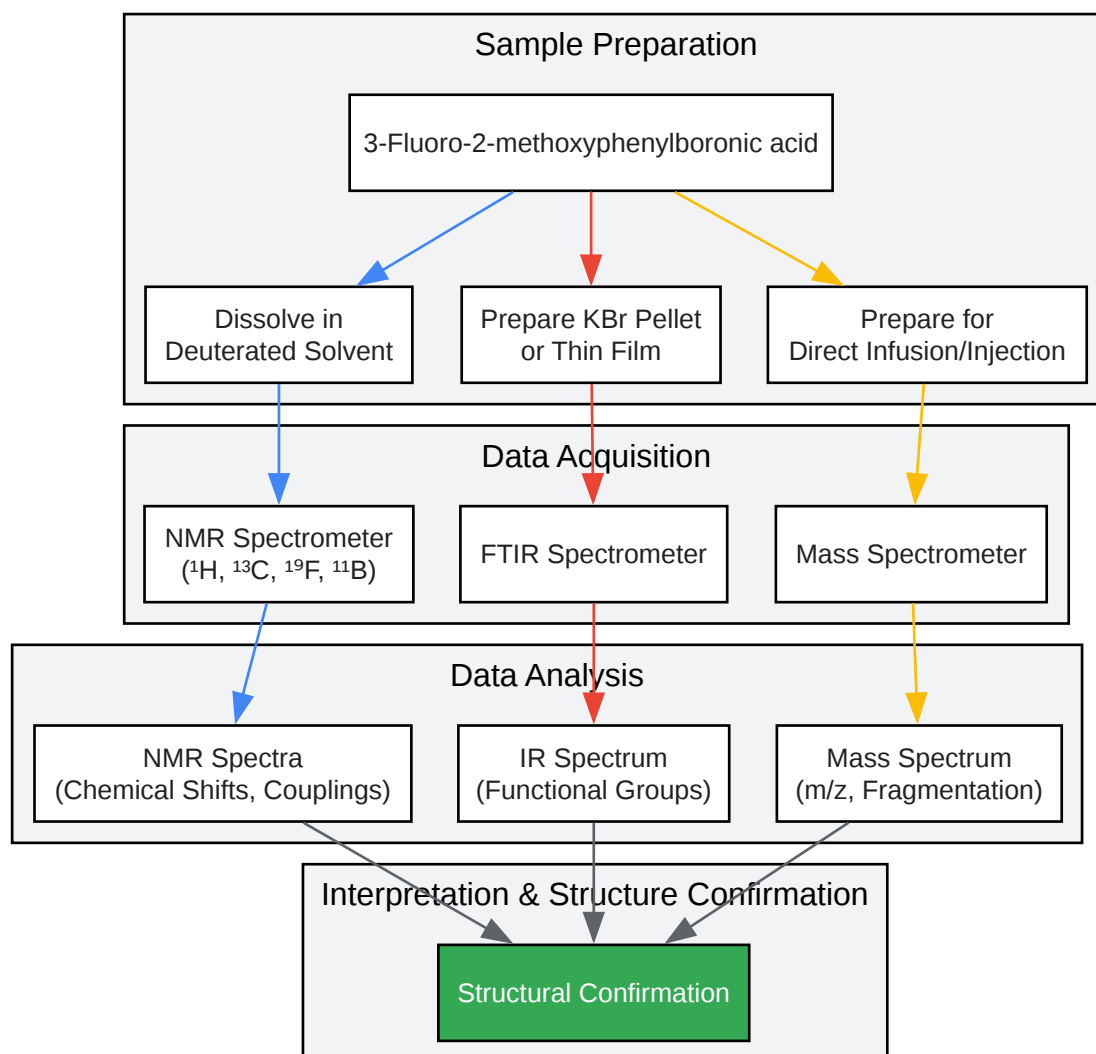 Sample Preparation
3-Fluoro-2-methoxyphenylboronic acid
Dissolve in
Deuterated Solvent
Prepare KBr Pellet
or Thin Film
Prepare for
Direct Infusion/Injection
Data Acquisition
NMR Spectrometer
(¹H, ¹³C, ¹⁹F, ¹¹B)
FTIR Spectrometer
Mass Spectrometer
Data Analysis
NMR Spectra
(Chemical Shifts, Couplings)
IR Spectrum
(Functional Groups)
Mass Spectrum
(m/z, Fragmentation)
Interpretation & Structure Confirmation
Structural Confirmation